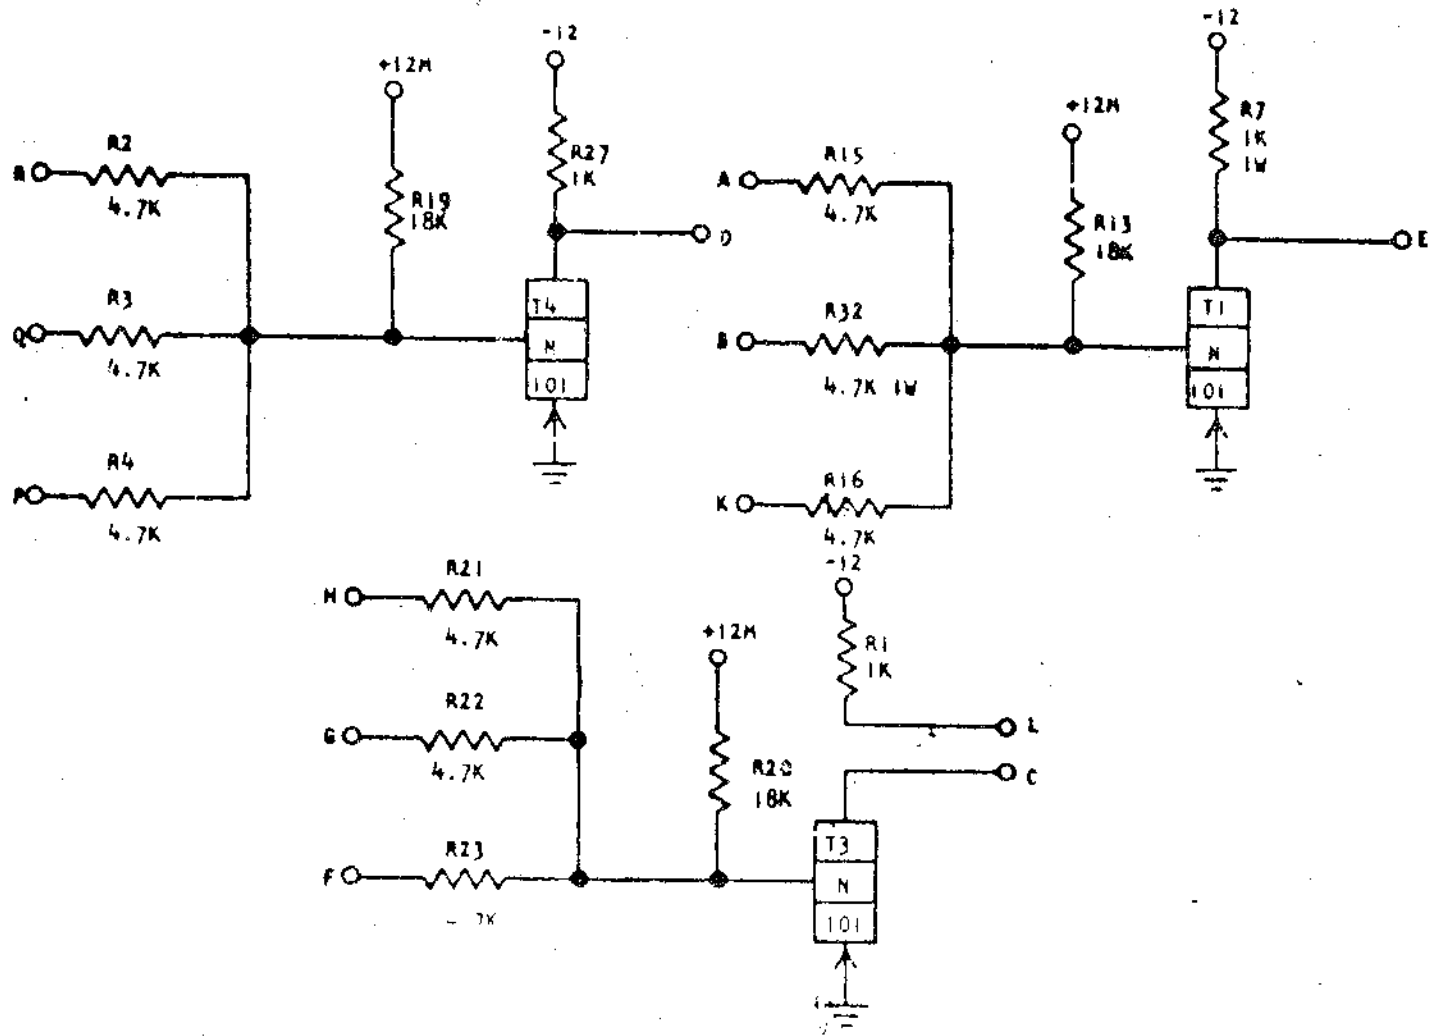 -12
+12M
R2
4.7K
R19
18K
R27
1K
D
R3
Q
4.7K
T4
N
101
R4
4.7K
-12
+12M
R7
1K
1W
R15
A
4.7K
R13
18K
E
R32
4.7K 1W
T1
N
101
R16
K
4.7K
R21
4.7K
R22
4.7K
R23
F
+12M
R20
18K
-12
R1
1K
L
C
T3
N
101